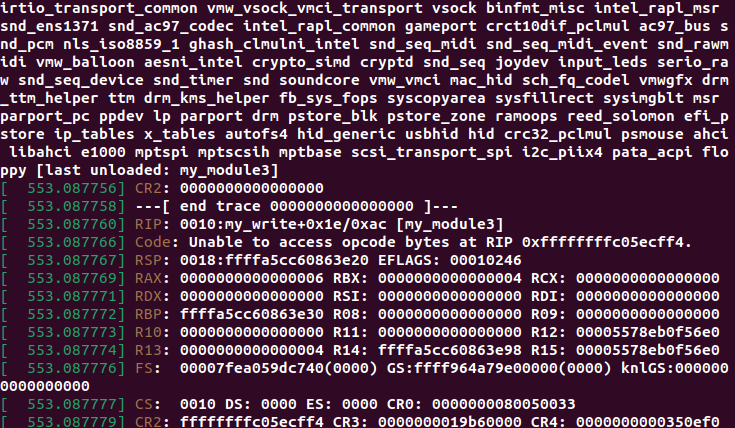 irtio_transport_common vmw_vsock_vmci_transport vsock binfmt_misc intel_rapl_msr
snd_ens1371 snd_ac97_codec intel_rapl_common gameport crct10dif_pclmul ac97_bus s
nd_pcm nls_iso8859_1 ghash_clmulni_intel snd_seq_midi snd_seq_midi_event snd_rawm
idi vmw_balloon aesni_intel crypto_simd cryptd snd_seq joydev input_leds serio_ra
w snd_seq_device snd_timer snd soundcore vmw_vmci mac_hid sch_fq_codel vmwgfx drm
_ttm_helper ttm drm_kms_helper fb_sys_fops syscopyarea sysfillrect sysimgblt msr
parport_pc ppdev lp parport drm pstore_blk pstore_zone ramoops reed_solomon efi_p
store ip_tables x_tables autofs4 hid_generic usbhid hid crc32_pclmul psmouse ahci
 libahci e1000 mptspi mptscsih mptbase scsi_transport_spi i2c_piix4 pata_acpi flo
ppy [last unloaded: my_module3]
[  553.087756] CR2: 0000000000000000
[  553.087758] ---[ end trace 0000000000000000 ]---
[  553.087760] RIP: 0010:my_write+0x1e/0xac [my_module3]
[  553.087766] Code: Unable to access opcode bytes at RIP 0xffffffffc05ecff4.
[  553.087767] RSP: 0018:ffffa5cc60863e20 EFLAGS: 00010246
[  553.087769] RAX: 0000000000000006 RBX: 0000000000000004 RCX: 0000000000000000
[  553.087771] RDX: 0000000000000000 RSI: 0000000000000000 RDI: 0000000000000000
[  553.087772] RBP: ffffa5cc60863e30 R08: 0000000000000000 R09: 0000000000000000
[  553.087773] R10: 0000000000000000 R11: 0000000000000000 R12: 00005578eb0f56e0
[  553.087774] R13: 0000000000000004 R14: ffffa5cc60863e98 R15: 00005578eb0f56e0
[  553.087776] FS:  00007fea059dc740(0000) GS:ffff964a79e00000(0000) knlGS:000000
0000000000
[  553.087777] CS:  0010 DS: 0000 ES: 0000 CR0: 0000000080050033
[  553.087779] CR2: ffffffffc05ecff4 CR3: 0000000019b60000 CR4: 0000000000350ef0